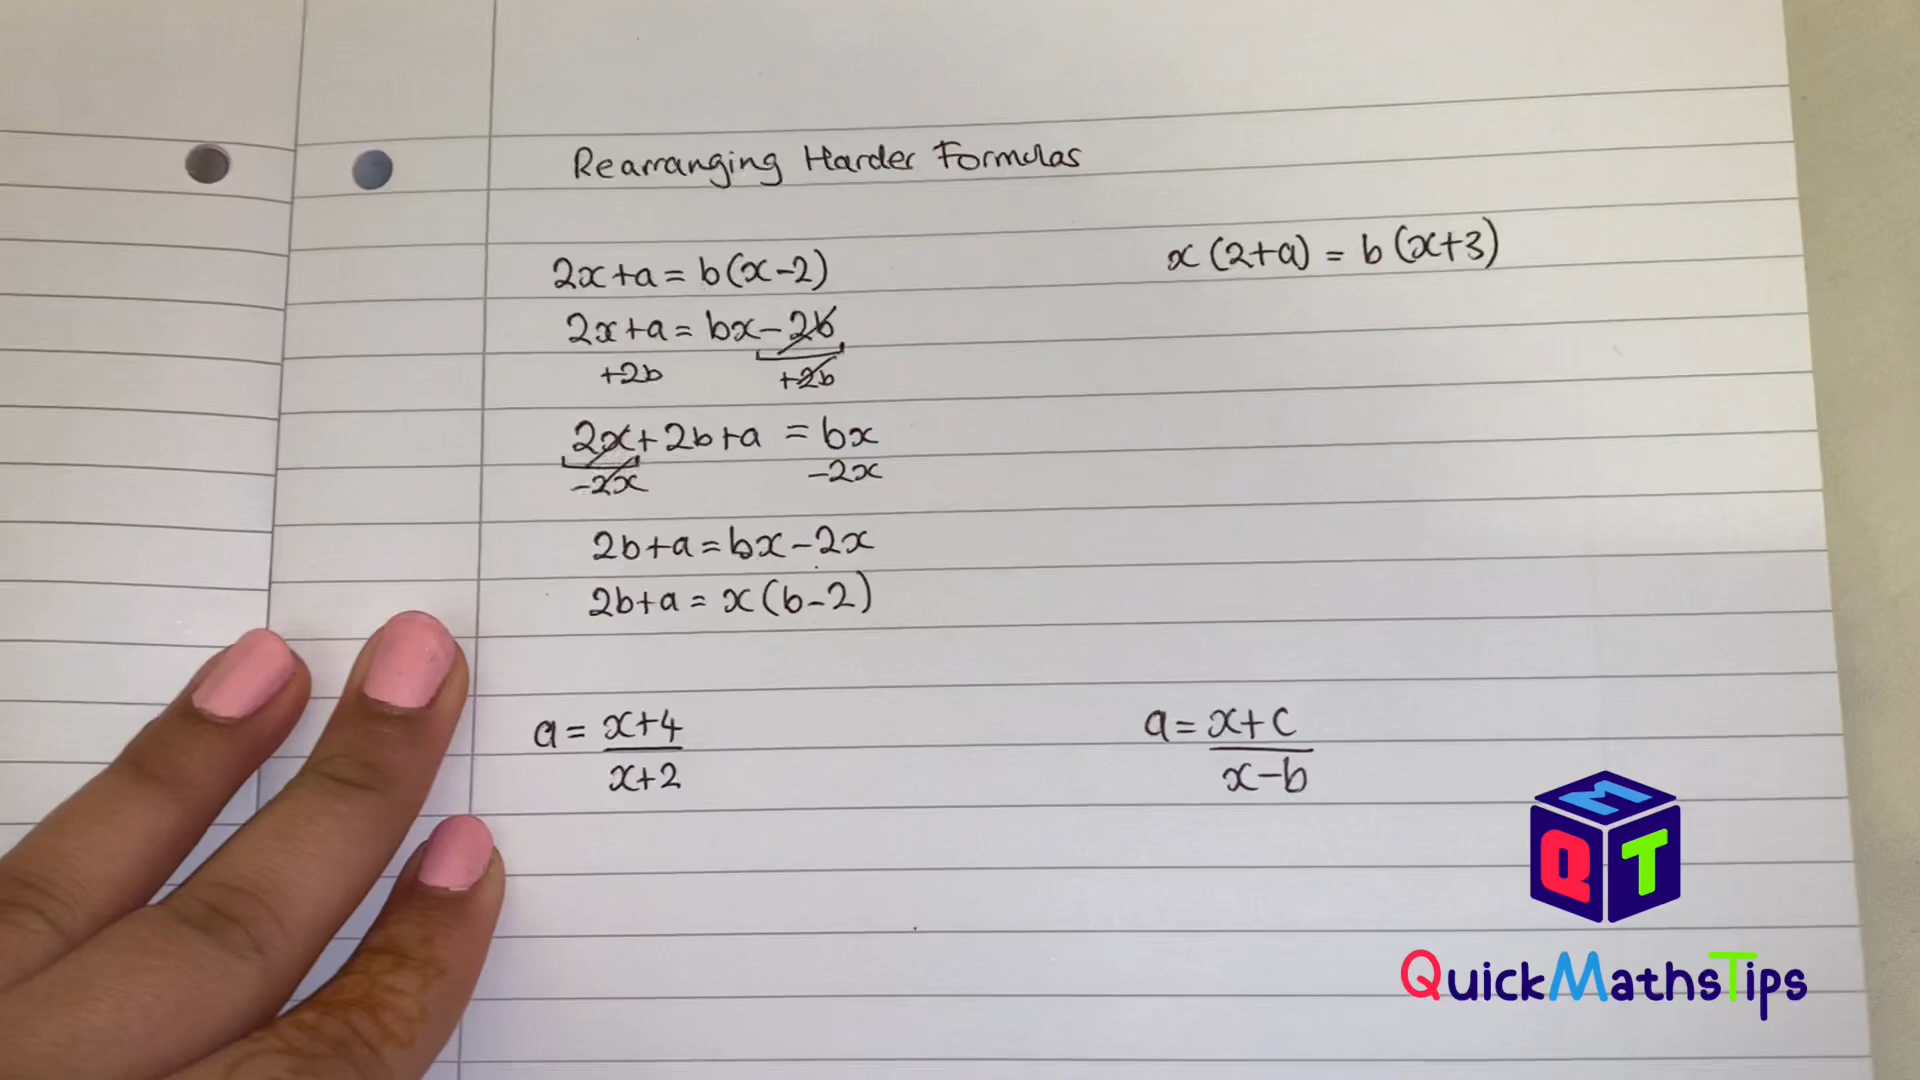 Rearranging Harder Formulas
2x+a=b(x-2)
2x+a=bx-2b
+2b +2b
2x+2b+a=bx
-2x -2x
2b+a=bx-2x
2b+a=x(b-2)
x(2+a)=b(x+3)
a=x+4
x+2
a=x+c
x-b
M
Q T
QuickMathsTips